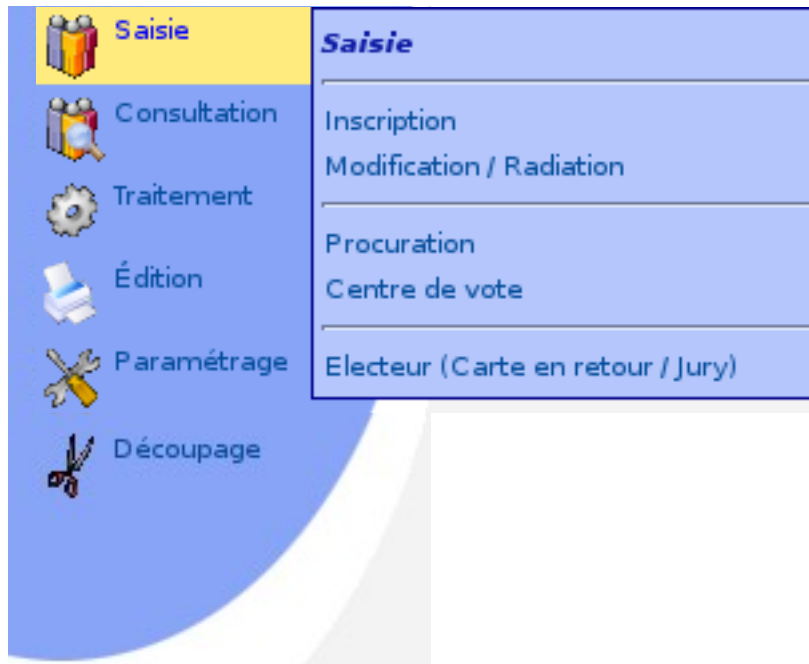 Saisie
Consultation
Traitement
Édition
Paramétrage
Découpage
Saisie
Inscription
Modification / Radiation
Procuration
Centre de vote
Electeur (Carte en retour / Jury)